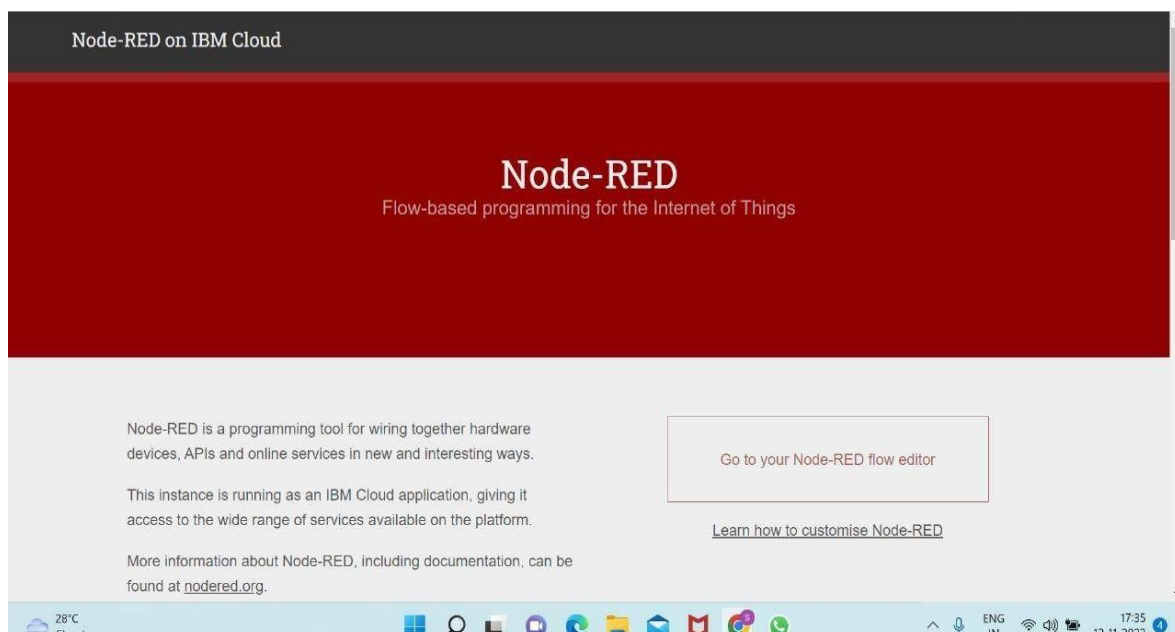 Node-RED on IBM Cloud
Node-RED
Flow-based programming for the Internet of Things
Node-RED is a programming tool for wiring together hardware
devices, APIs and online services in new and interesting ways.
This instance is running as an IBM Cloud application, giving it
access to the wide range of services available on the platform.
More information about Node-RED, including documentation, can be
found at nodered.org.
Go to your Node-RED flow editor
Learn how to customise Node-RED
28°C
ENG
17:35
4